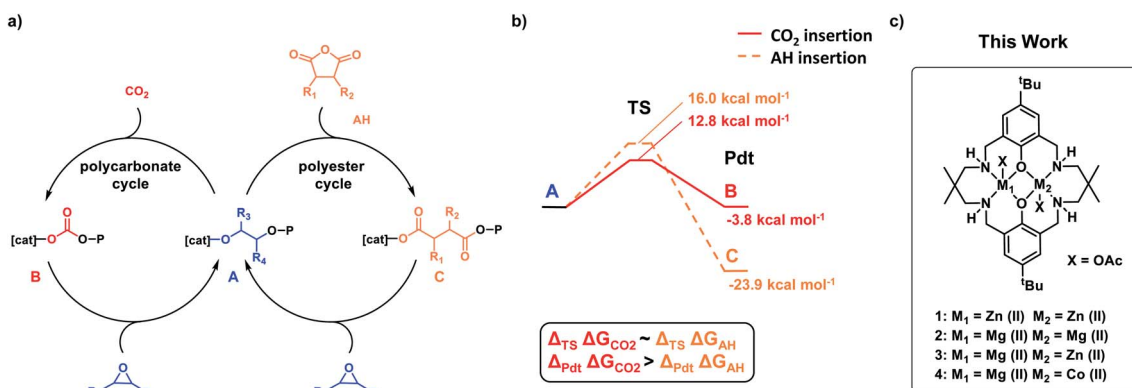 a)
O
O
O
R1
R2
CO2
AH
polycarbonate
cycle
polyester
cycle
O
[cat]–O
O–P
B
R3
[cat]–O
O–P
R4
A
O
R2
[cat]–O
O–P
R1
O
C
O
O
b)
CO2 insertion
AH insertion
TS
16.0 kcal mol-1
12.8 kcal mol-1
Pdt
A
B
-3.8 kcal mol-1
C
-23.9 kcal mol-1
ΔTS ΔGCO2 ~ ΔTS ΔGAH
ΔPdt ΔGCO2 > ΔPdt ΔGAH
c)
This Work
tBu
H
N
X
O
N
H
M1
M2
N
H
O
X
N
H
tBu
X = OAc
1: M1 = Zn (II) M2 = Zn (II)
2: M1 = Mg (II) M2 = Mg (II)
3: M1 = Mg (II) M2 = Zn (II)
4: M1 = Mg (II) M2 = Co (II)